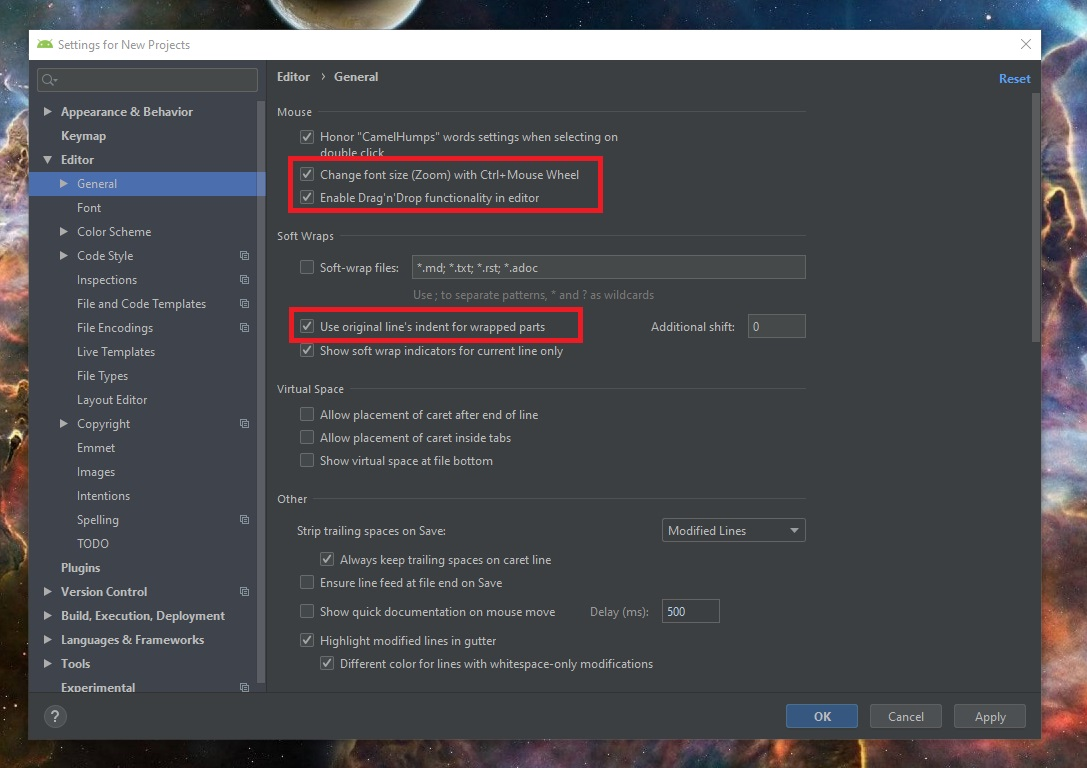 Settings for New Projects
Appearance & Behavior
Keymap
Editor
General
Font
Color Scheme
Code Style
Inspections
File and Code Templates
File Encodings
Live Templates
File Types
Layout Editor
Copyright
Emmet
Images
Intentions
Spelling
TODO
Plugins
Version Control
Build, Execution, Deployment
Languages & Frameworks
Tools
Experimental
?
Editor › General
Reset
Mouse
Honor "CamelHumps" words settings when selecting on
double click
Change font size (Zoom) with Ctrl+Mouse Wheel
Enable Drag'n'Drop functionality in editor
Soft Wraps
Soft-wrap files: *.md; *.txt; *.rst; *.adoc
Use ; to separate patterns, * and ? as wildcards
Use original line's indent for wrapped parts Additional shift: 0
Show soft wrap indicators for current line only
Virtual Space
Allow placement of caret after end of line
Allow placement of caret inside tabs
Show virtual space at file bottom
Other
Strip trailing spaces on Save: Modified Lines
Always keep trailing spaces on caret line
Ensure line feed at file end on Save
Show quick documentation on mouse move Delay (ms): 500
Highlight modified lines in gutter
Different color for lines with whitespace-only modifications
OK Cancel Apply